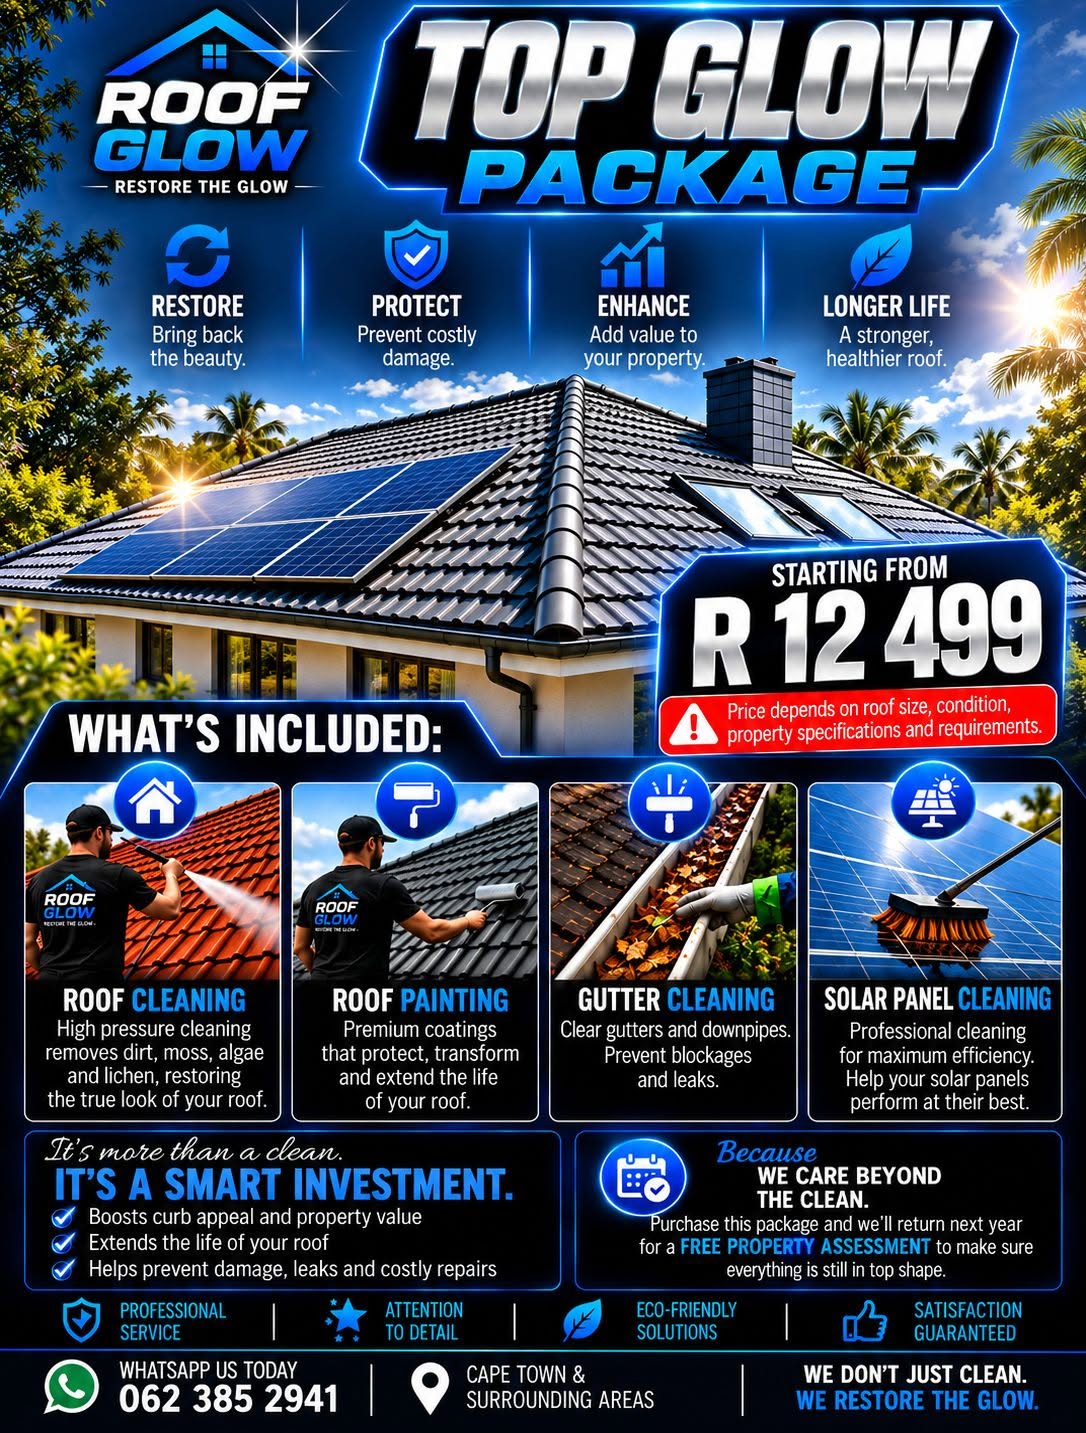 ROOF
GLOW
RESTORE THE GLOW
TOP GLOW
PACKAGE
RESTORE
Bring back
the beauty.
PROTECT
Prevent costly
damage.
ENHANCE
Add value to
your property.
LONGER LIFE
A stronger,
healthier roof.
STARTING FROM
R 12 499
Price depends on roof size, condition,
property specifications and requirements.
WHAT'S INCLUDED:
ROOF
GLOW
RESTORE THE GLOW
ROOF CLEANING
High pressure cleaning
removes dirt, moss, algae
and lichen, restoring
the true look of your roof.
ROOF
GLOW
RESTORE THE GLOW
ROOF PAINTING
Premium coatings
that protect, transform
and extend the life
of your roof.
GUTTER CLEANING
Clear gutters and downpipes.
Prevent blockages
and leaks.
SOLAR PANEL CLEANING
Professional cleaning
for maximum efficiency.
Help your solar panels
perform at their best.
It's more than a clean.
IT'S A SMART INVESTMENT.
Boosts curb appeal and property value
Extends the life of your roof
Helps prevent damage, leaks and costly repairs
Because
WE CARE BEYOND
THE CLEAN.
Purchase this package and we'll return next year
for a FREE PROPERTY ASSESSMENT to make sure
everything is still in top shape.
PROFESSIONAL
SERVICE
ATTENTION
TO DETAIL
ECO-FRIENDLY
SOLUTIONS
SATISFACTION
GUARANTEED
WHATSAPP US TODAY
062 385 2941
CAPE TOWN &
SURROUNDING AREAS
WE DON'T JUST CLEAN.
WE RESTORE THE GLOW.